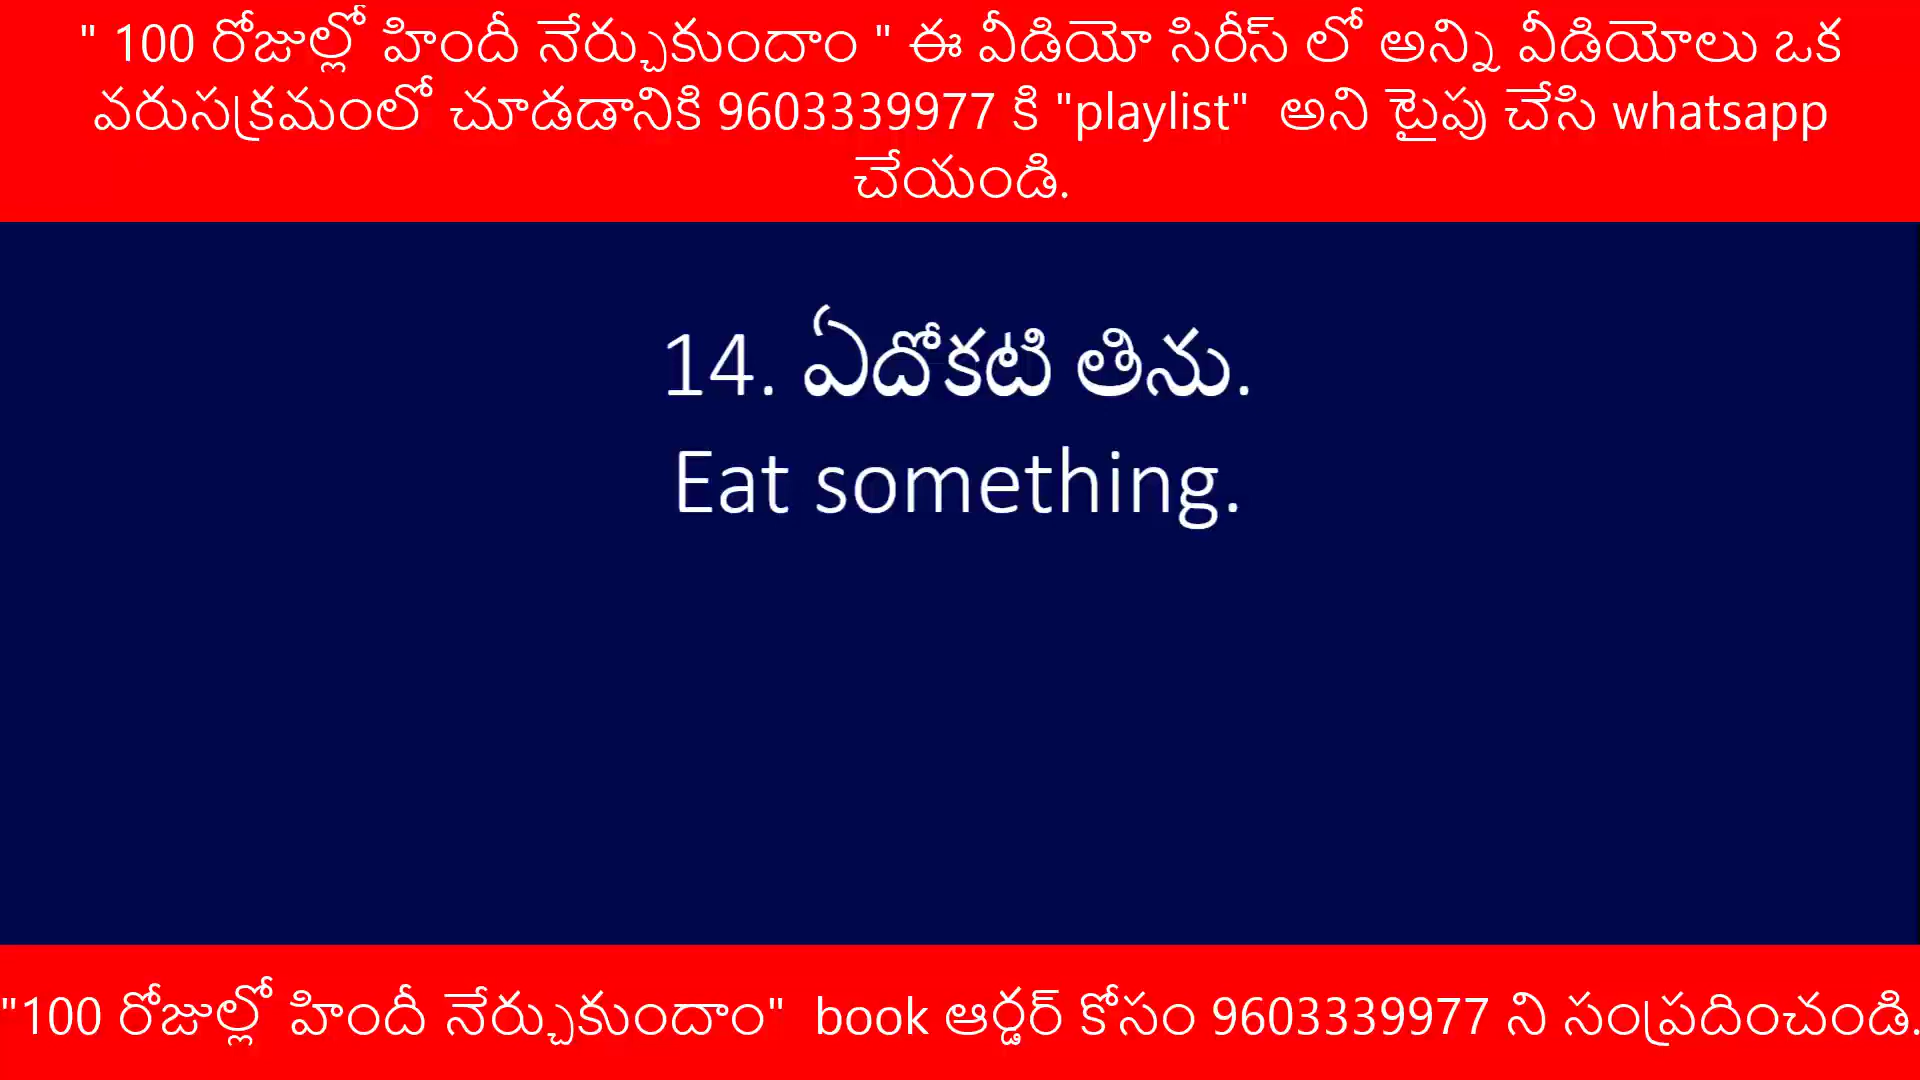 " 100 రోజుల్లో హిందీ నేర్చుకుందాం " ఈ వీడియో సిరీస్ లో అన్ని వీడియోలు ఒక
వరుసక్రమంలో చూడడానికి 9603339977 కి "playlist" అని టైపు చేసి whatsapp
చేయండి.
14. ఏదోకటి తిను.
Eat something.
"100 రోజుల్లో హిందీ నేర్చుకుందాం" book ఆర్డర్ కోసం 9603339977 ని సంప్రదించండి.